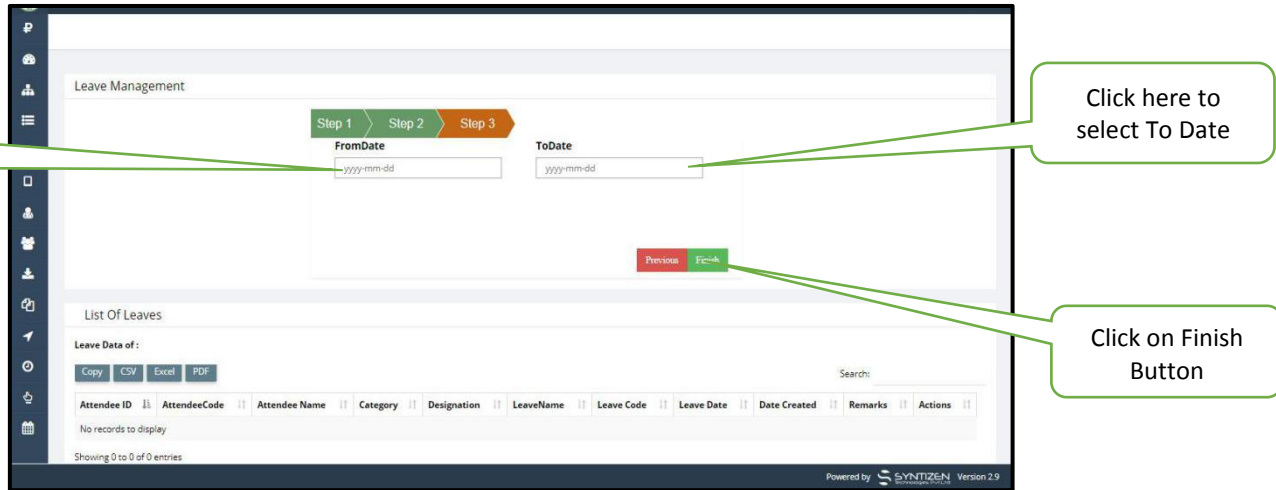 Leave Management
Step 1 Step 2 Step 3
FromDate ToDate
yyyy-mm-dd yyyy-mm-dd
Click here to
select To Date
Previous Finish
Click on Finish
Button
List Of Leaves
Leave Data of :
Copy CSV Excel PDF
Search:
Attendee ID AttendeeCode Attendee Name Category Designation LeaveName Leave Code Leave Date Date Created Remarks Actions
No records to display
Showing 0 to 0 of 0 entries
Powered by SYNTIZEN Technologies Pvt Ltd Version 2.9